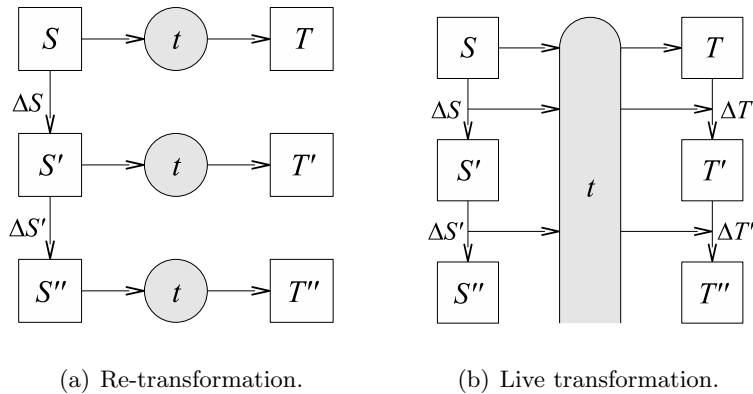 S t T S t T
ΔS ΔS ΔT
S′ t T′ S′ t T′
ΔS′ ΔS′ ΔT′
S″ t T″ S″ T″
(a) Re-transformation. (b) Live transformation.